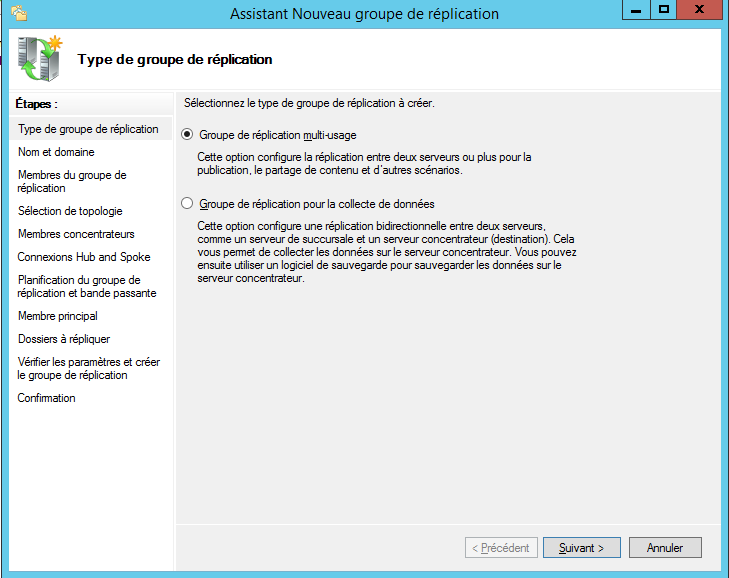 Assistant Nouveau groupe de réplication
Type de groupe de réplication
Étapes :
Type de groupe de réplication
Nom et domaine
Membres du groupe de
réplication
Sélection de topologie
Membres concentrateurs
Connexions Hub and Spoke
Planification du groupe de
réplication et bande passante
Membre principal
Dossiers à répliquer
Vérifier les paramètres et créer
le groupe de réplication
Confirmation
Sélectionnez le type de groupe de réplication à créer.
Groupe de réplication multi-usage
Cette option configure la réplication entre deux serveurs ou plus pour la
publication, le partage de contenu et d'autres scénarios.
Groupe de réplication pour la collecte de données
Cette option configure une réplication bidirectionnelle entre deux serveurs,
comme un serveur de succursale et un serveur concentrateur (destination). Cela
vous permet de collecter les données sur le serveur concentrateur. Vous pouvez
ensuite utiliser un logiciel de sauvegarde pour sauvegarder les données sur le
serveur concentrateur.
< Précédent
Suivant >
Annuler